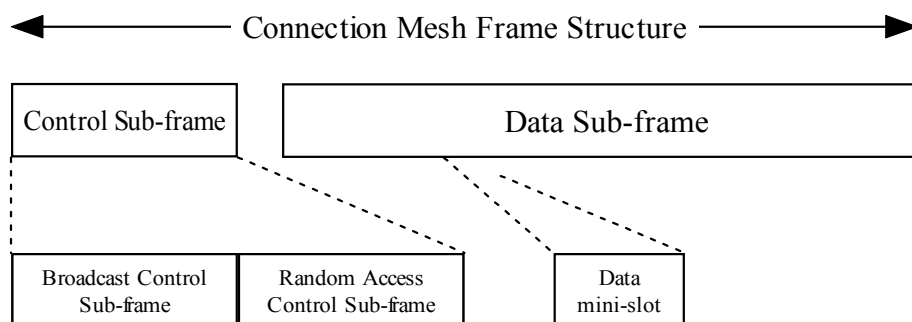 Connection Mesh Frame Structure
Control Sub-frame
Data Sub-frame
Broadcast Control
Sub-frame
Random Access
Control Sub-frame
Data
mini-slot